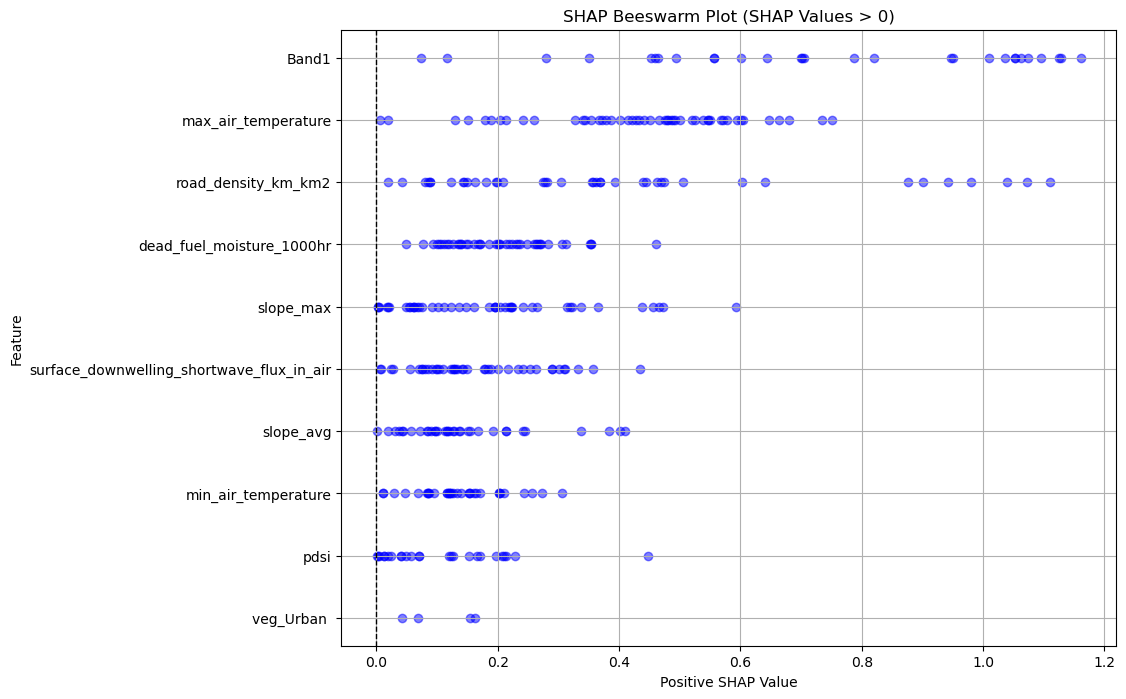 SHAP Beeswarm Plot (SHAP Values > 0)
Band1
max_air_temperature
road_density_km_km2
dead_fuel_moisture_1000hr
slope_max
surface_downwelling_shortwave_flux_in_air
slope_avg
min_air_temperature
pdsi
veg_Urban
Feature
0.0 0.2 0.4 0.6 0.8 1.0 1.2
Positive SHAP Value